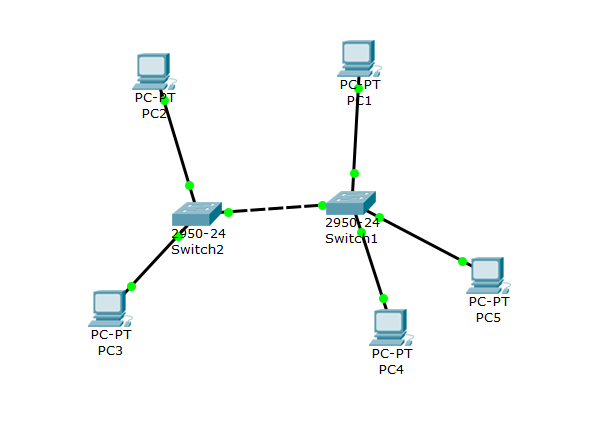 PC-PT
PC2
PC-PT
PC1
2950-24
Switch2
2950-24
Switch1
PC-PT
PC3
PC-PT
PC4
PC-PT
PC5